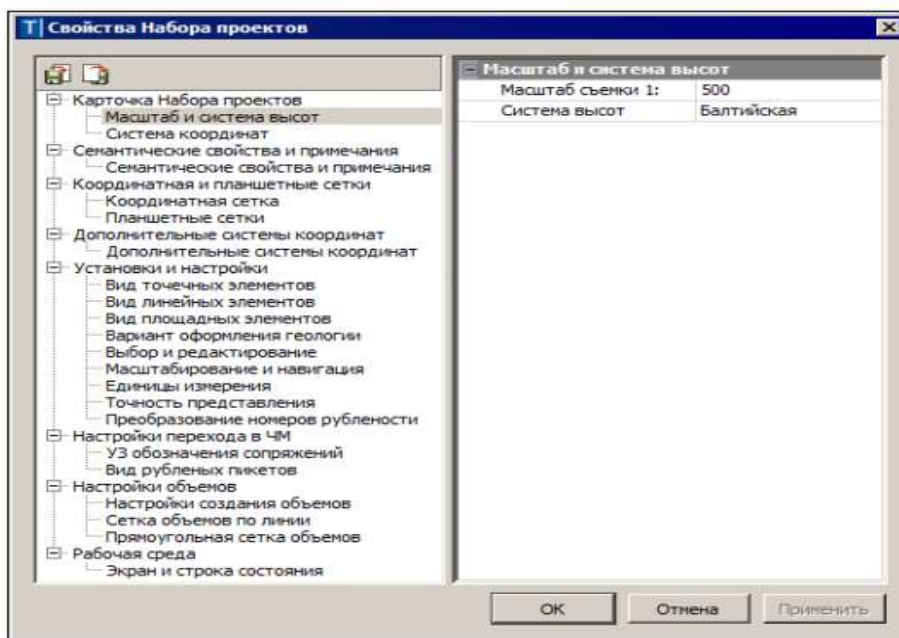 T Свойства Набора проектов
Карточка Набора проектов
Масштаб и система высот
Система координат
Семантические свойства и примечания
Семантические свойства и примечания
Координатная и планшетные сетки
Координатная сетка
Планшетные сетки
Дополнительные системы координат
Дополнительные системы координат
Установки и настройки
Вид точечных элементов
Вид линейных элементов
Вид площадных элементов
Вариант оформления геологии
Выбор и редактирование
Масштабирование и навигация
Единицы измерения
Точность представления
Преобразование номеров рублености
Настройки перехода в ЧМ
УЗ обозначения сопряжений
Вид рубленых пикетов
Настройки объемов
Настройки создания объемов
Сетка объемов по линии
Прямоугольная сетка объемов
Рабочая среда
Экран и строка состояния
Масштаб и система высот
Масштаб съемки 1: 500
Система высот Балтийская
ОК Отмена Применить